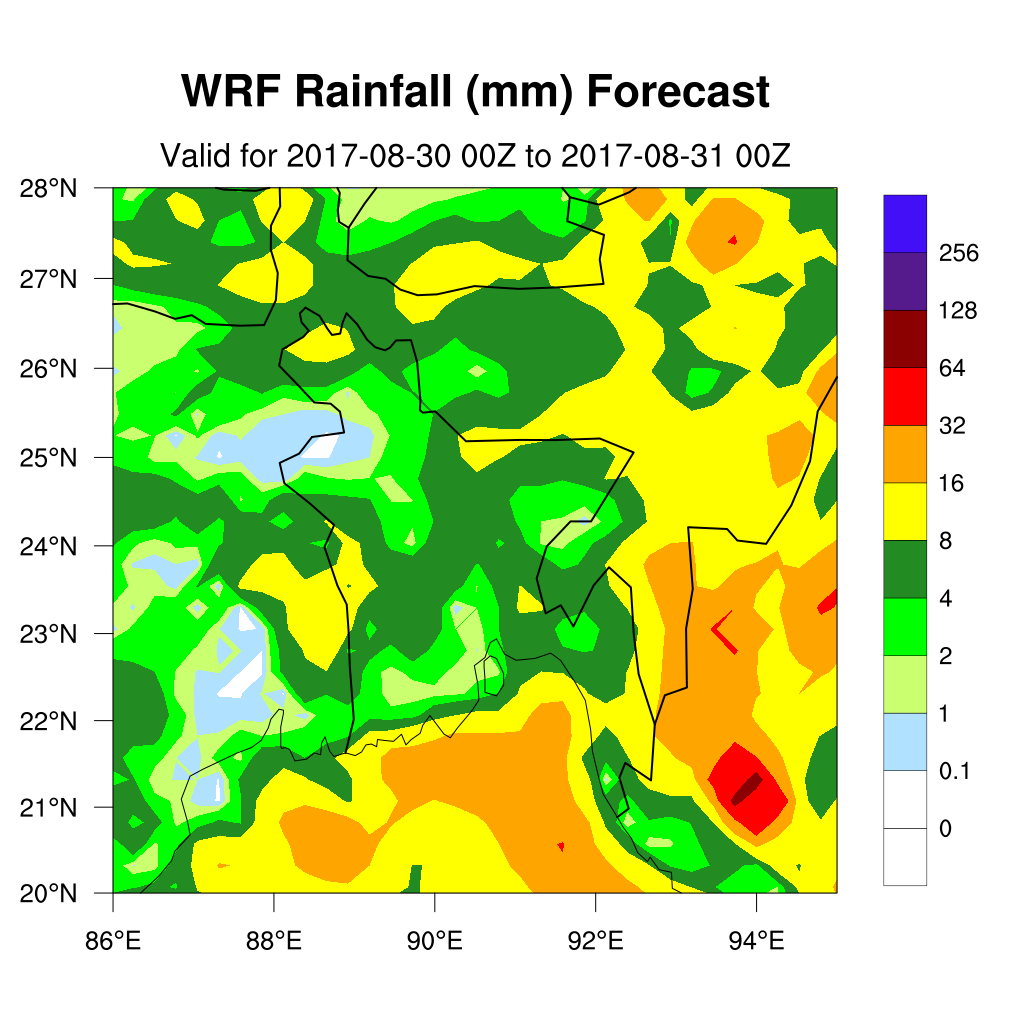 WRF Rainfall (mm) Forecast
Valid for 2017-08-30 00Z to 2017-08-31 00Z
28°N
27°N
26°N
25°N
24°N
23°N
22°N
21°N
20°N
86°E 88°E 90°E 92°E 94°E
256
128
64
32
16
8
4
2
1
0.1
0